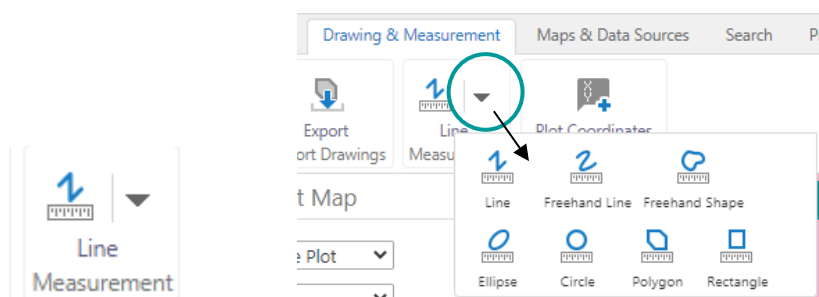 Line
Measurement
Drawing & Measurement Maps & Data Sources Search P
Export Line Plot Coordinates
ort Drawings Measu
t Map
Line Freehand Line Freehand Shape
e Plot
Ellipse Circle Polygon Rectangle